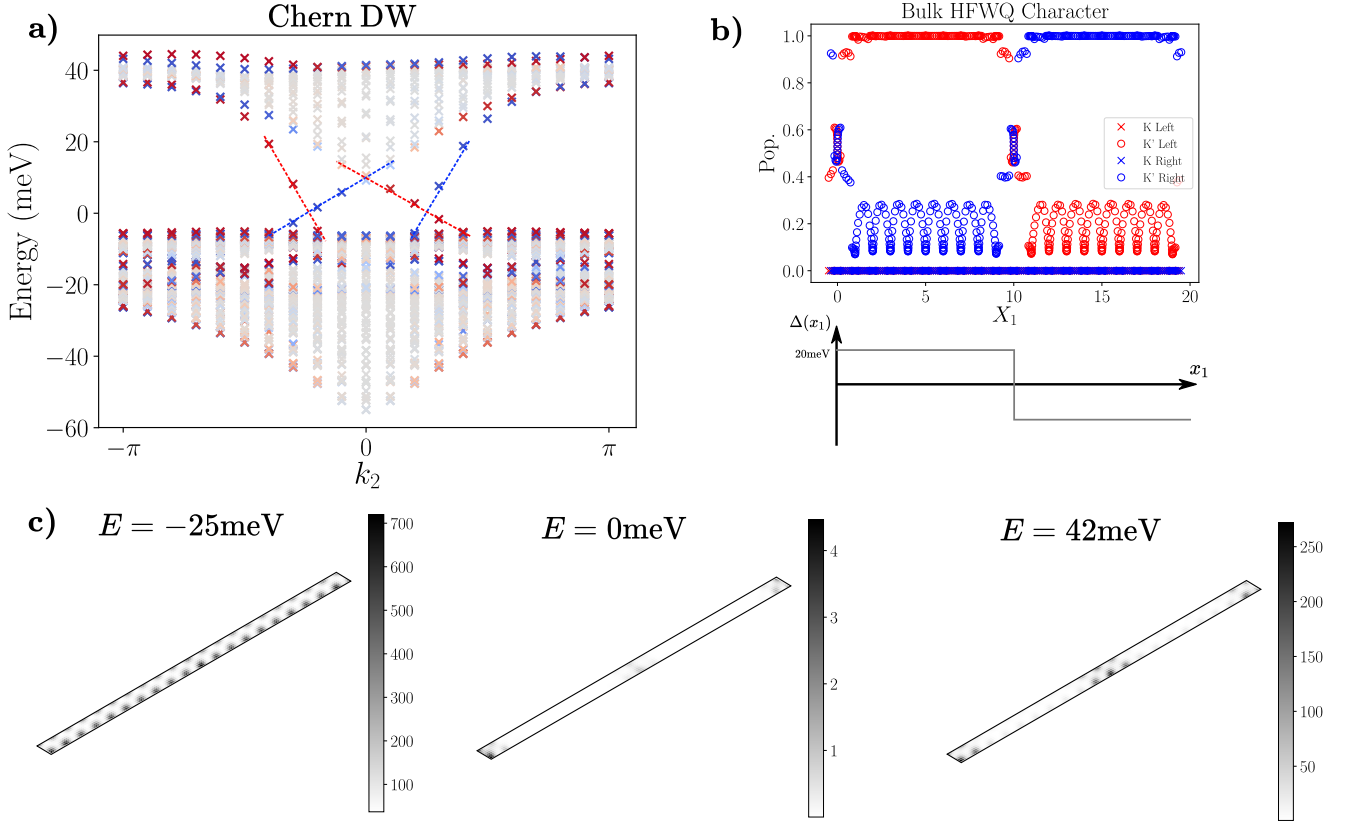 a)
Chern DW
Energy (meV)
40
20
0
−20
−40
−60
−π
0
π
k₂
b)
Bulk HFWQ Character
Pop.
1.0
0.8
0.6
0.4
0.2
0.0
K Left
K' Left
K Right
K' Right
0
5
10
15
20
X₁
Δ(x₁)
20meV
x₁
c)
E = −25meV
700
600
500
400
300
200
100
E = 0meV
4
3
2
1
E = 42meV
250
200
150
100
50